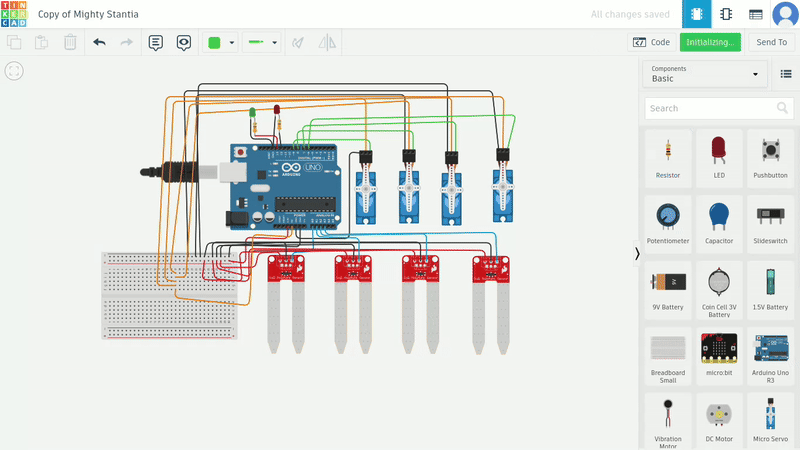 TIN
KER
CAD
Copy of Mighty Stantia
All changes saved
Code
Initializing...
Send To
Components
Basic
Search
Resistor
LED
Pushbutton
Potentiometer
Capacitor
Slideswitch
9V Battery
Coin Cell 3V
Battery
1.5V Battery
Breadboard
Small
micro:bit
Arduino Uno
R3
Vibration
Motor
DC Motor
Micro Servo
UNO
ARDUINO